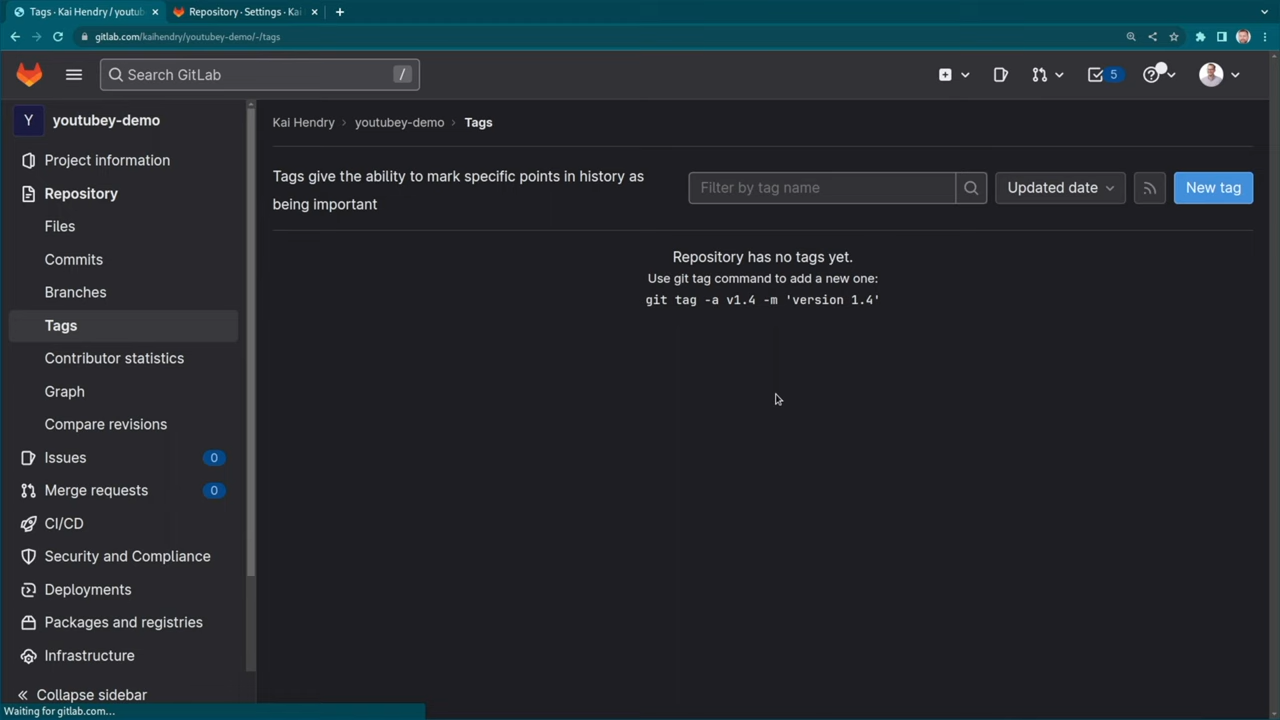 Tags · Kai Hendry / youtub
Repository · Settings · Kai
gitlab.com/kaihendry/youtubey-demo/-/tags
Search GitLab
/
5
Y
youtubey-demo
Project information
Repository
Files
Commits
Branches
Tags
Contributor statistics
Graph
Compare revisions
Issues
0
Merge requests
0
CI/CD
Security and Compliance
Deployments
Packages and registries
Infrastructure
Collapse sidebar
Kai Hendry › youtubey-demo › Tags
Tags give the ability to mark specific points in history as
being important
Filter by tag name
Updated date
New tag
Repository has no tags yet.
Use git tag command to add a new one:
git tag -a v1.4 -m 'version 1.4'
Waiting for gitlab.com...